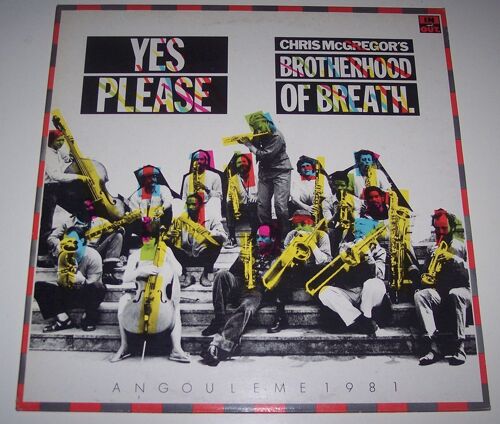 YES
PLEASE
CHRIS McGREGOR'S
BROTHERHOOD
OF BREATH.
IN
OUT
ANGOULEME 1981